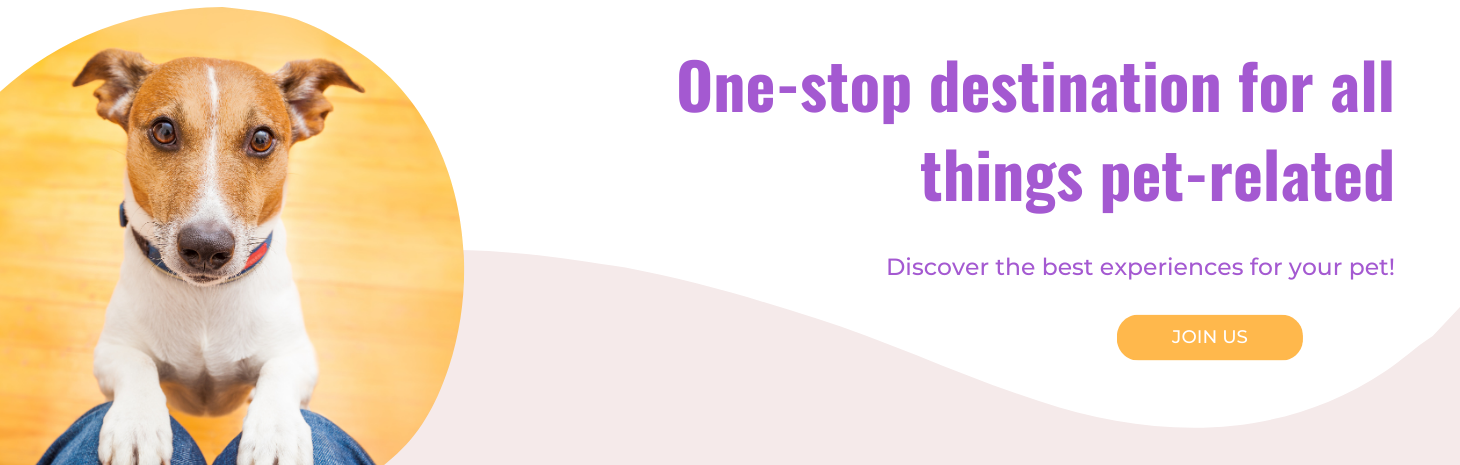 One-stop destination for all
things pet-related
Discover the best experiences for your pet!
JOIN US